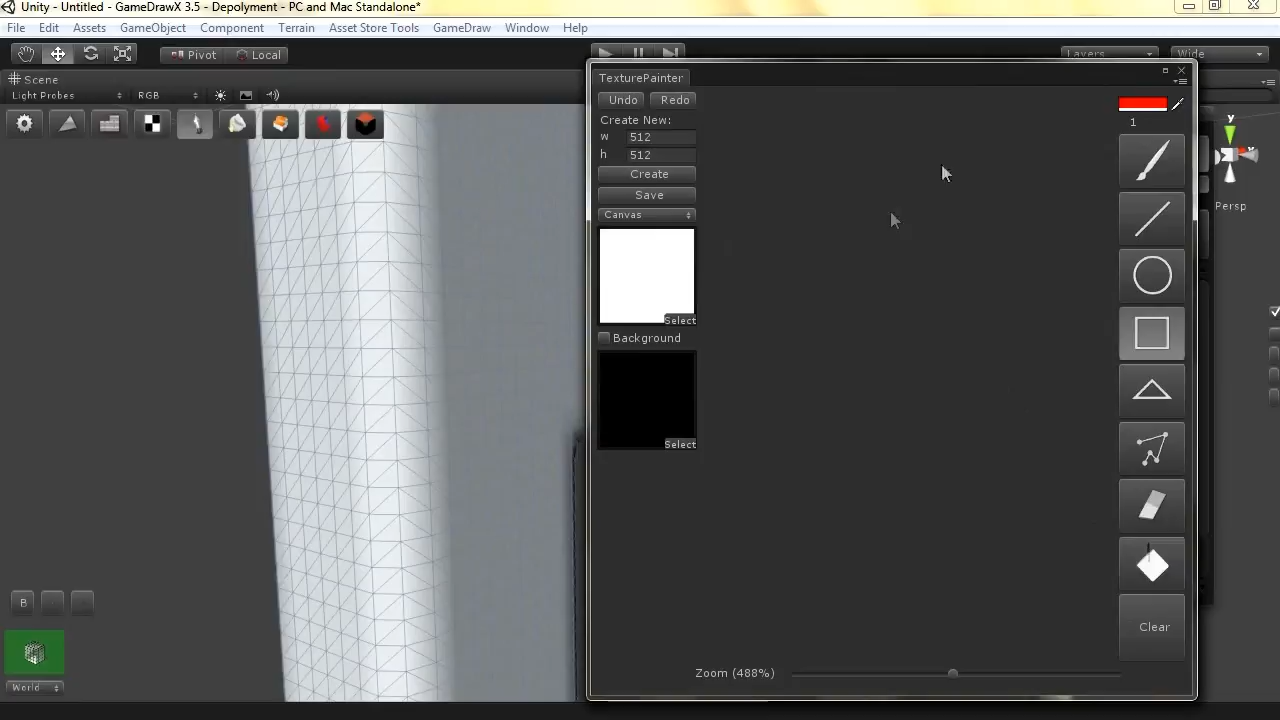 Unity - Untitled - GameDrawX 3.5 - Depolyment - PC and Mac Standalone*
File Edit Assets GameObject Component Terrain Asset Store Tools GameDraw Window Help
Pivot Local Layers Wide
Scene
Light Probes RGB
TexturePainter
Undo Redo
Create New:
w 512
h 512
Create
Save
Canvas
Select
Background
Select
1
y
x
Persp
Clear
B
World
Zoom (488%)